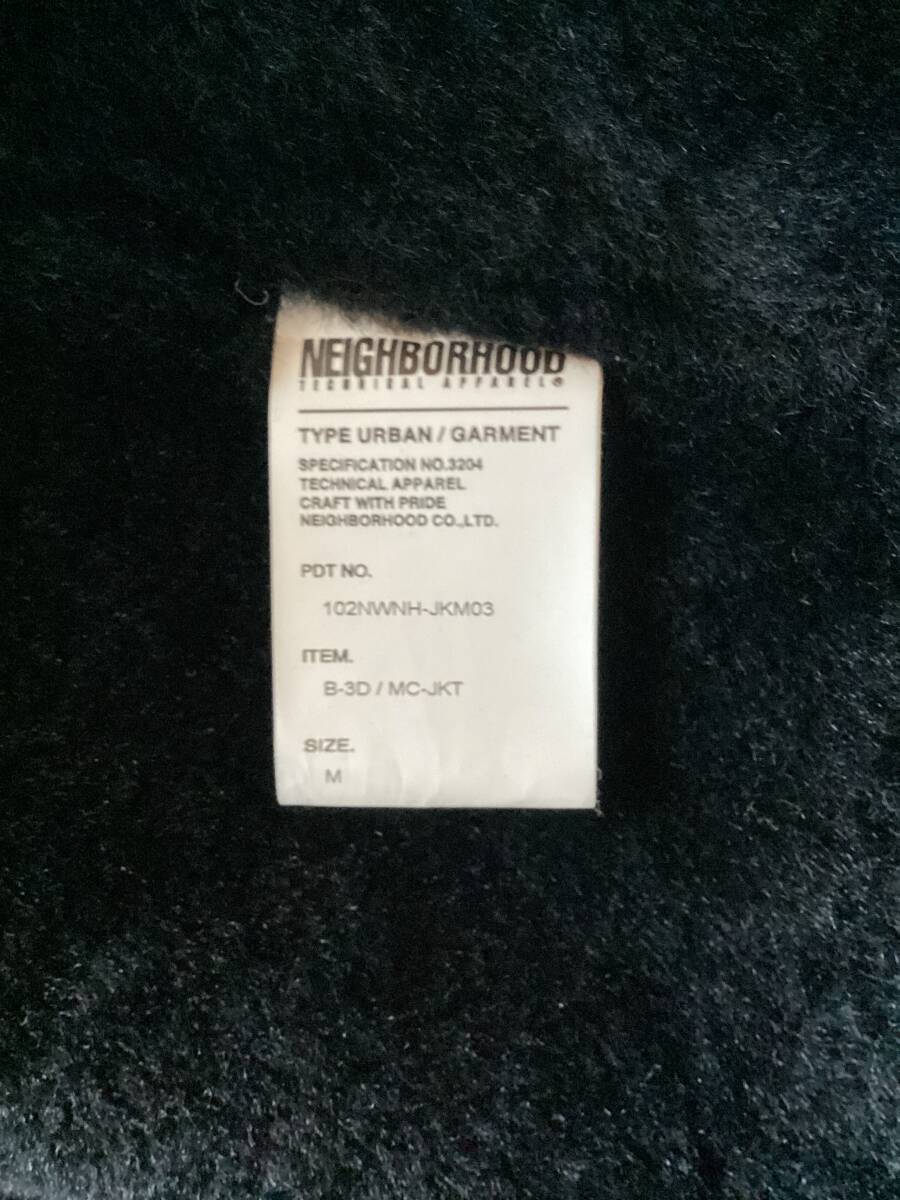 NEIGHBORHOOD
TECHNICAL APPAREL®
TYPE URBAN / GARMENT
SPECIFICATION NO.3204
TECHNICAL APPAREL
CRAFT WITH PRIDE
NEIGHBORHOOD CO.,LTD.
PDT NO.
102NWNH-JKM03
ITEM.
B-3D / MC-JKT
SIZE.
M